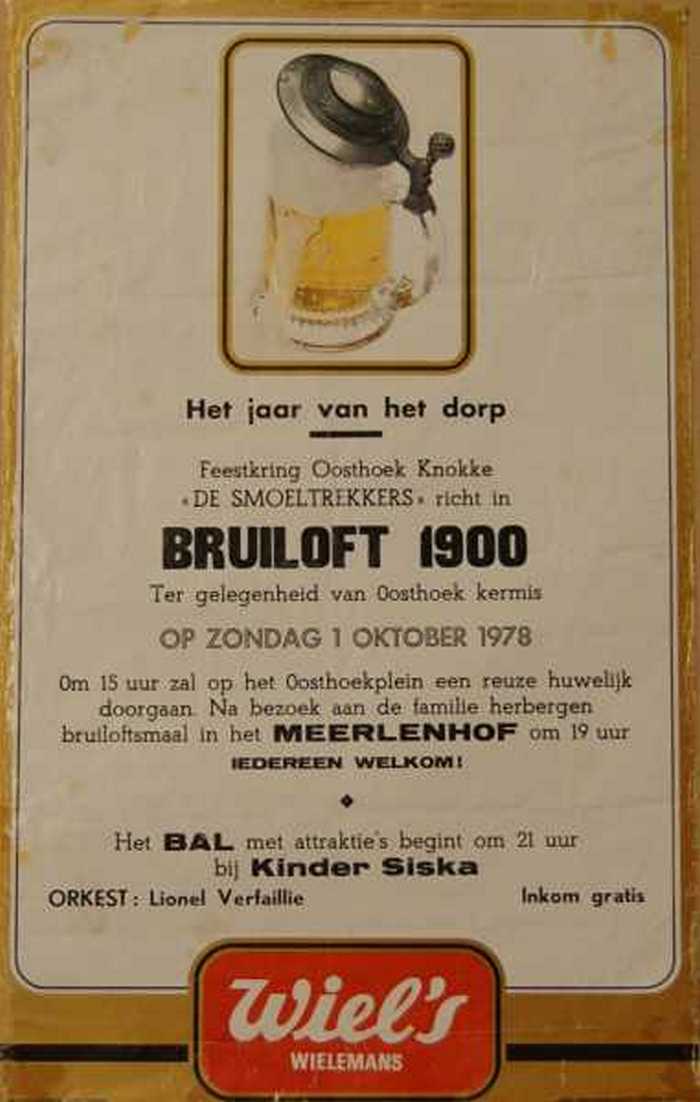 Het jaar van het dorp
Feestkring Oosthoek Knokke
«DE SMOELTREKKERS» richt in
BRUILOFT 1900
Ter gelegenheid van Oosthoek kermis
OP ZONDAG 1 OKTOBER 1978
Om 15 uur zal op het Oosthoekplein een reuze huwelijk
doorgaan. Na bezoek aan de familie herbergen
bruiloftsmaal in het MEERLENHOF om 19 uur
IEDEREEN WELKOM!
Het BAL met attraktie's begint om 21 uur
bij Kinder Siska
ORKEST: Lionel Verfaillie Inkom gratis
Wiel's
WIELEMANS